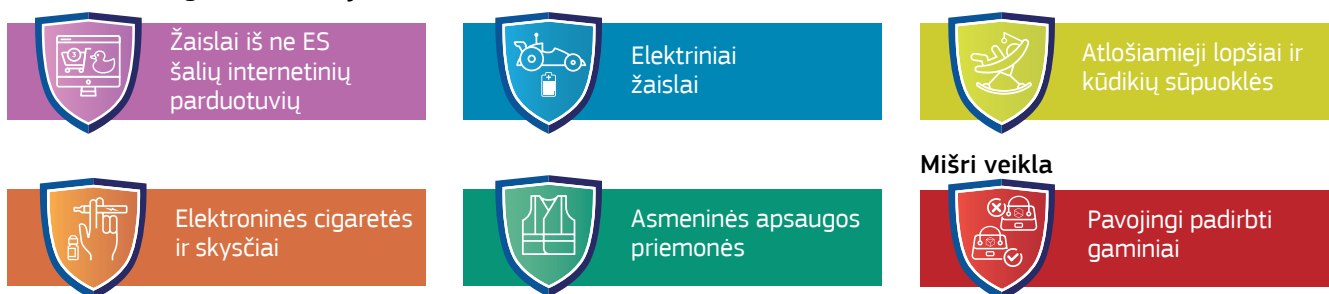 Žaislai iš ne ES
šalių internetinių
parduotuvių
Elektriniai
žaislai
Atlošiamieji lopšiai ir
kūdikių sūpuoklės
Elektroninės cigaretės
ir skysčiai
Asmeninės apsaugos
priemonės
Mišri veikla
Pavojingi padirbti
gaminiai